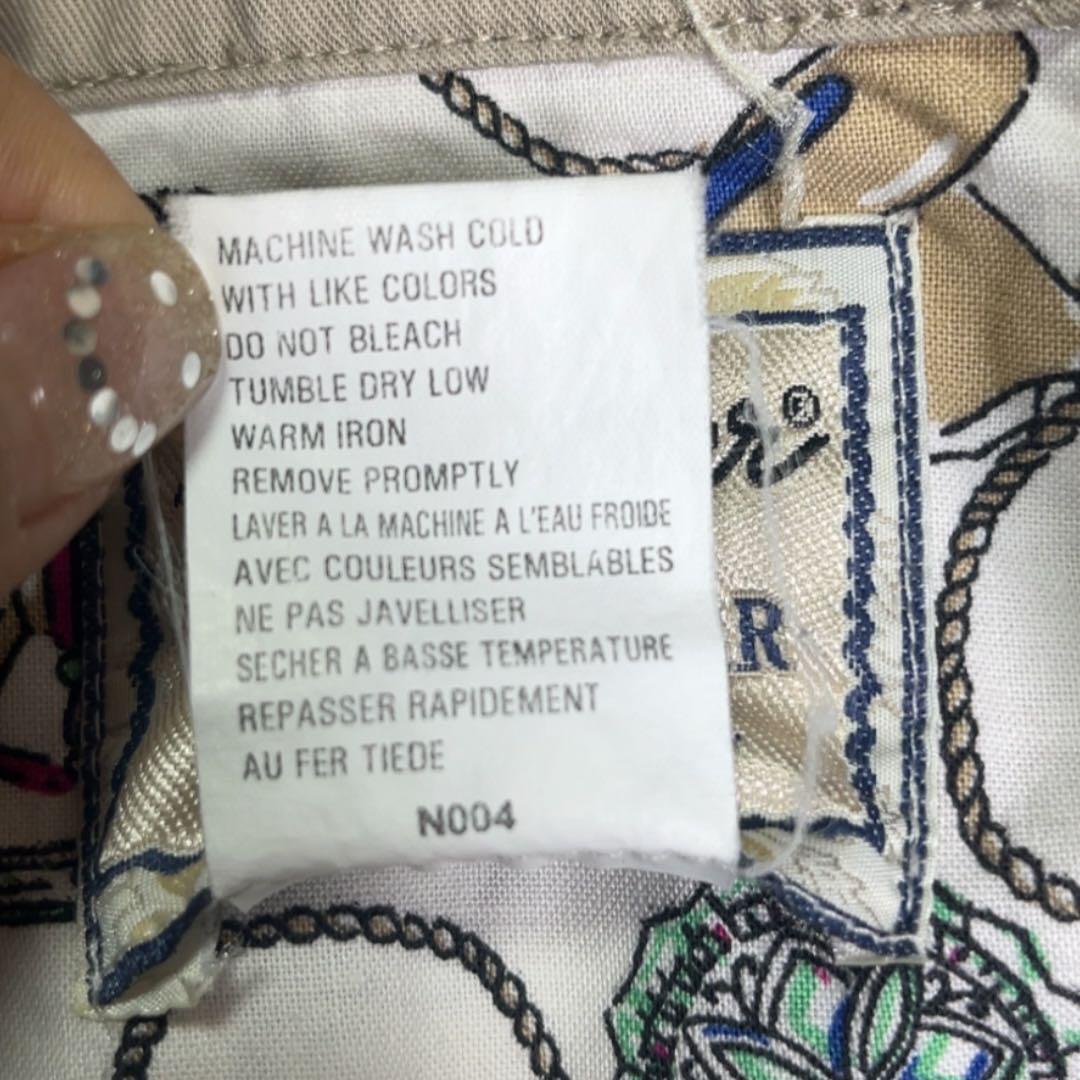 MACHINE WASH COLD
WITH LIKE COLORS
DO NOT BLEACH
TUMBLE DRY LOW
WARM IRON
REMOVE PROMPTLY
LAVER A LA MACHINE A L'EAU FROIDE
AVEC COULEURS SEMBLABLES
NE PAS JAVELLISER
SECHER A BASSE TEMPERATURE
REPASSER RAPIDEMENT
AU FER TIEDE
N004